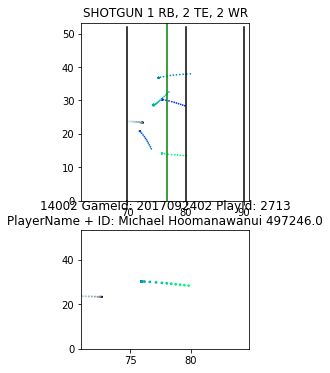 SHOTGUN 1 RB, 2 TE, 2 WR
50
40
30
20
10
0
70 80 90
14002 GameId: 2017092402 PlayId: 2713
PlayerName + ID: Michael Hoomanawanui 497246.0
40
20
0
75 80